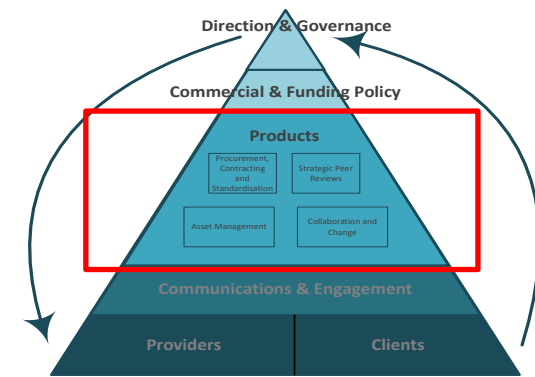 Direction & Governance
Commercial & Funding Policy
Products
Procurement,
Contracting
and
Standardisation
Strategic Peer
Reviews
Asset Management
Collaboration and
Change
Communications & Engagement
Providers
Clients